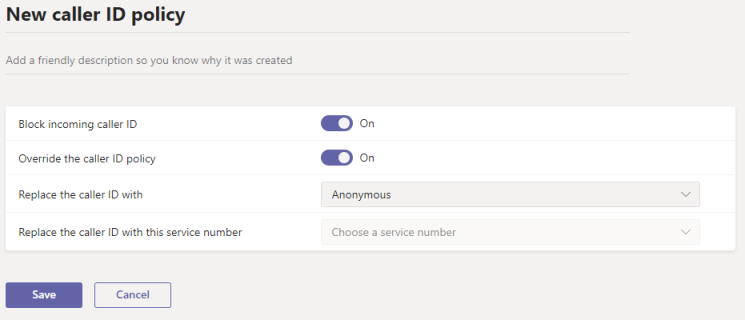 New caller ID policy
Add a friendly description so you know why it was created
Block incoming caller ID On
Override the caller ID policy On
Replace the caller ID with Anonymous
Replace the caller ID with this service number Choose a service number
Save Cancel